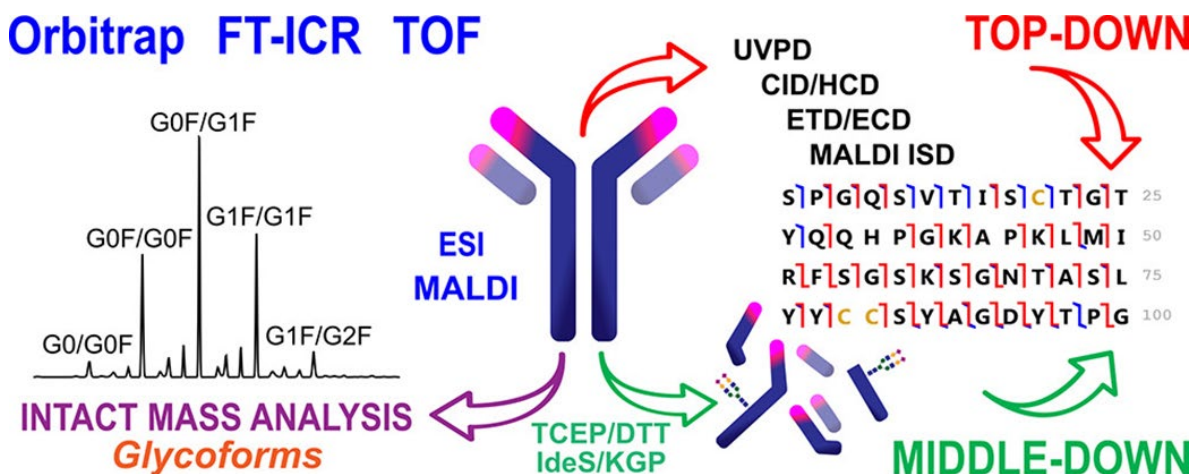 Orbitrap FT-ICR TOF
TOP-DOWN
UVPD
CID/HCD
ETD/ECD
MALDI ISD
G0F/G1F
G1F/G1F
G0F/G0F
G0/G0F
G1F/G2F
ESI
MALDI
S P G Q S V T I S C T G T 25
Y Q Q H P G K A P K L M I 50
R F S G S K S G N T A S L 75
Y Y C C S Y A G D Y T P G 100
INTACT MASS ANALYSIS
Glycoforms
TCEP/DTT
IdeS/KGP
MIDDLE-DOWN